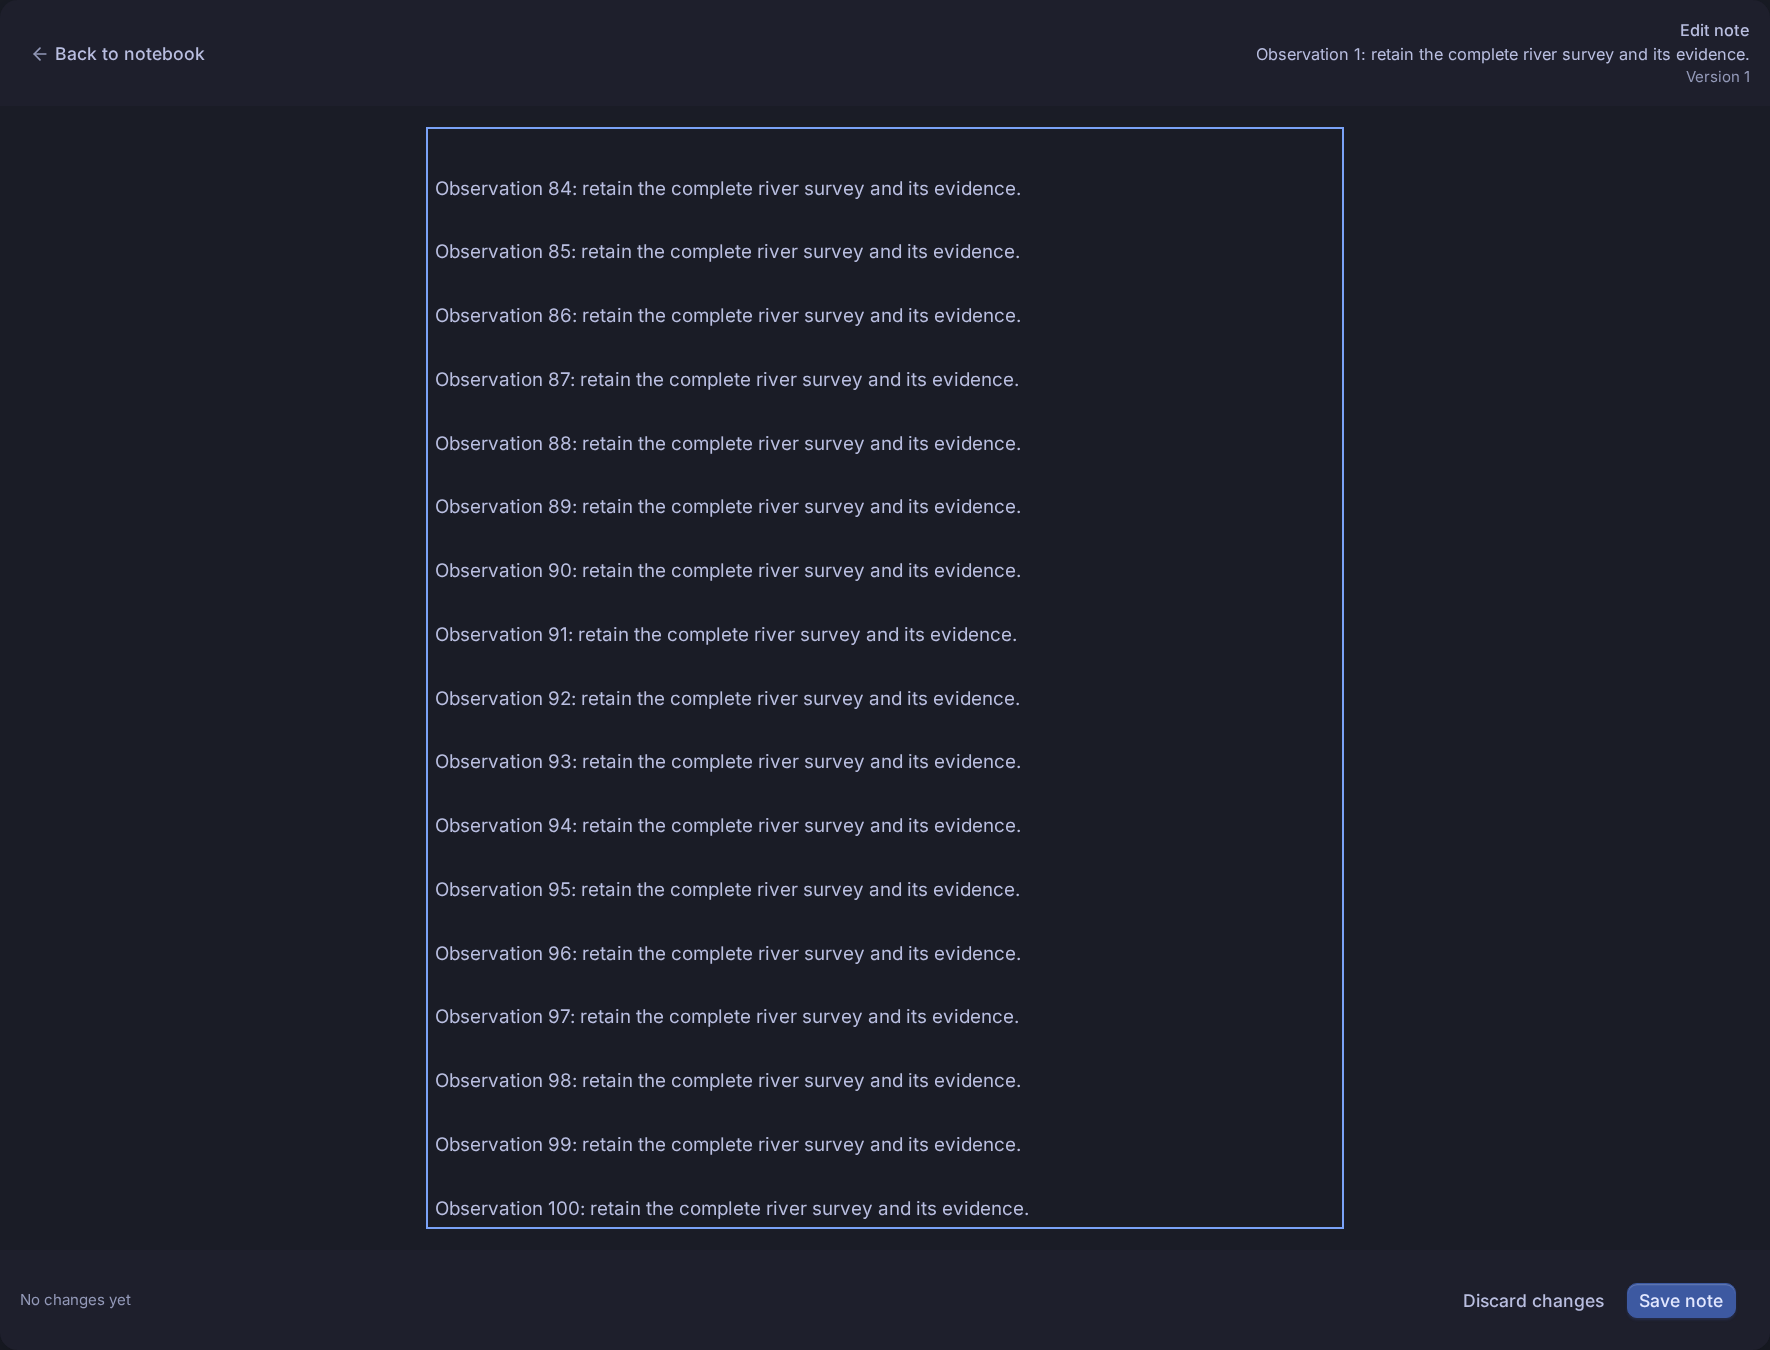 Back to notebook
Edit note
Observation 1: retain the complete river survey and its evidence.
Version 1
Observation 84: retain the complete river survey and its evidence.
Observation 85: retain the complete river survey and its evidence.
Observation 86: retain the complete river survey and its evidence.
Observation 87: retain the complete river survey and its evidence.
Observation 88: retain the complete river survey and its evidence.
Observation 89: retain the complete river survey and its evidence.
Observation 90: retain the complete river survey and its evidence.
Observation 91: retain the complete river survey and its evidence.
Observation 92: retain the complete river survey and its evidence.
Observation 93: retain the complete river survey and its evidence.
Observation 94: retain the complete river survey and its evidence.
Observation 95: retain the complete river survey and its evidence.
Observation 96: retain the complete river survey and its evidence.
Observation 97: retain the complete river survey and its evidence.
Observation 98: retain the complete river survey and its evidence.
Observation 99: retain the complete river survey and its evidence.
Observation 100: retain the complete river survey and its evidence.
No changes yet
Discard changes
Save note